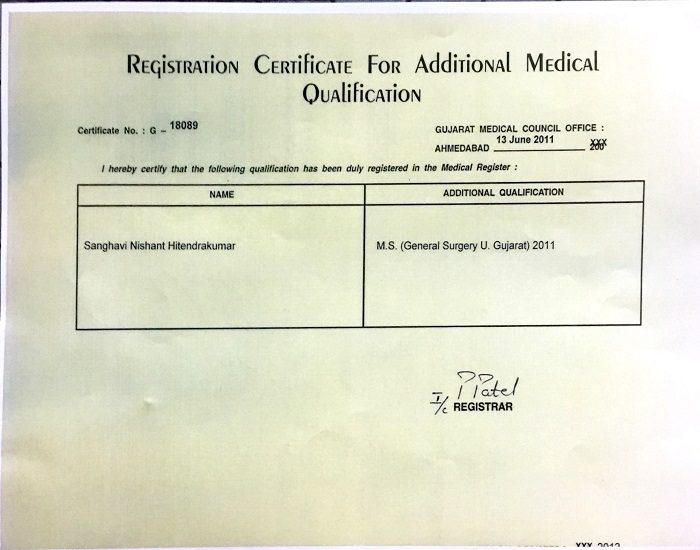 Registration Certificate For Additional Medical
Qualification
Certificate No. : G – 18089
GUJARAT MEDICAL COUNCIL OFFICE :
AHMEDABAD 13 June 2011
I hereby certify that the following qualification has been duly registered in the Medical Register :
NAME ADDITIONAL QUALIFICATION
Sanghavi Nishant Hitendrakumar M.S. (General Surgery U. Gujarat) 2011
Patel
I/c REGISTRAR